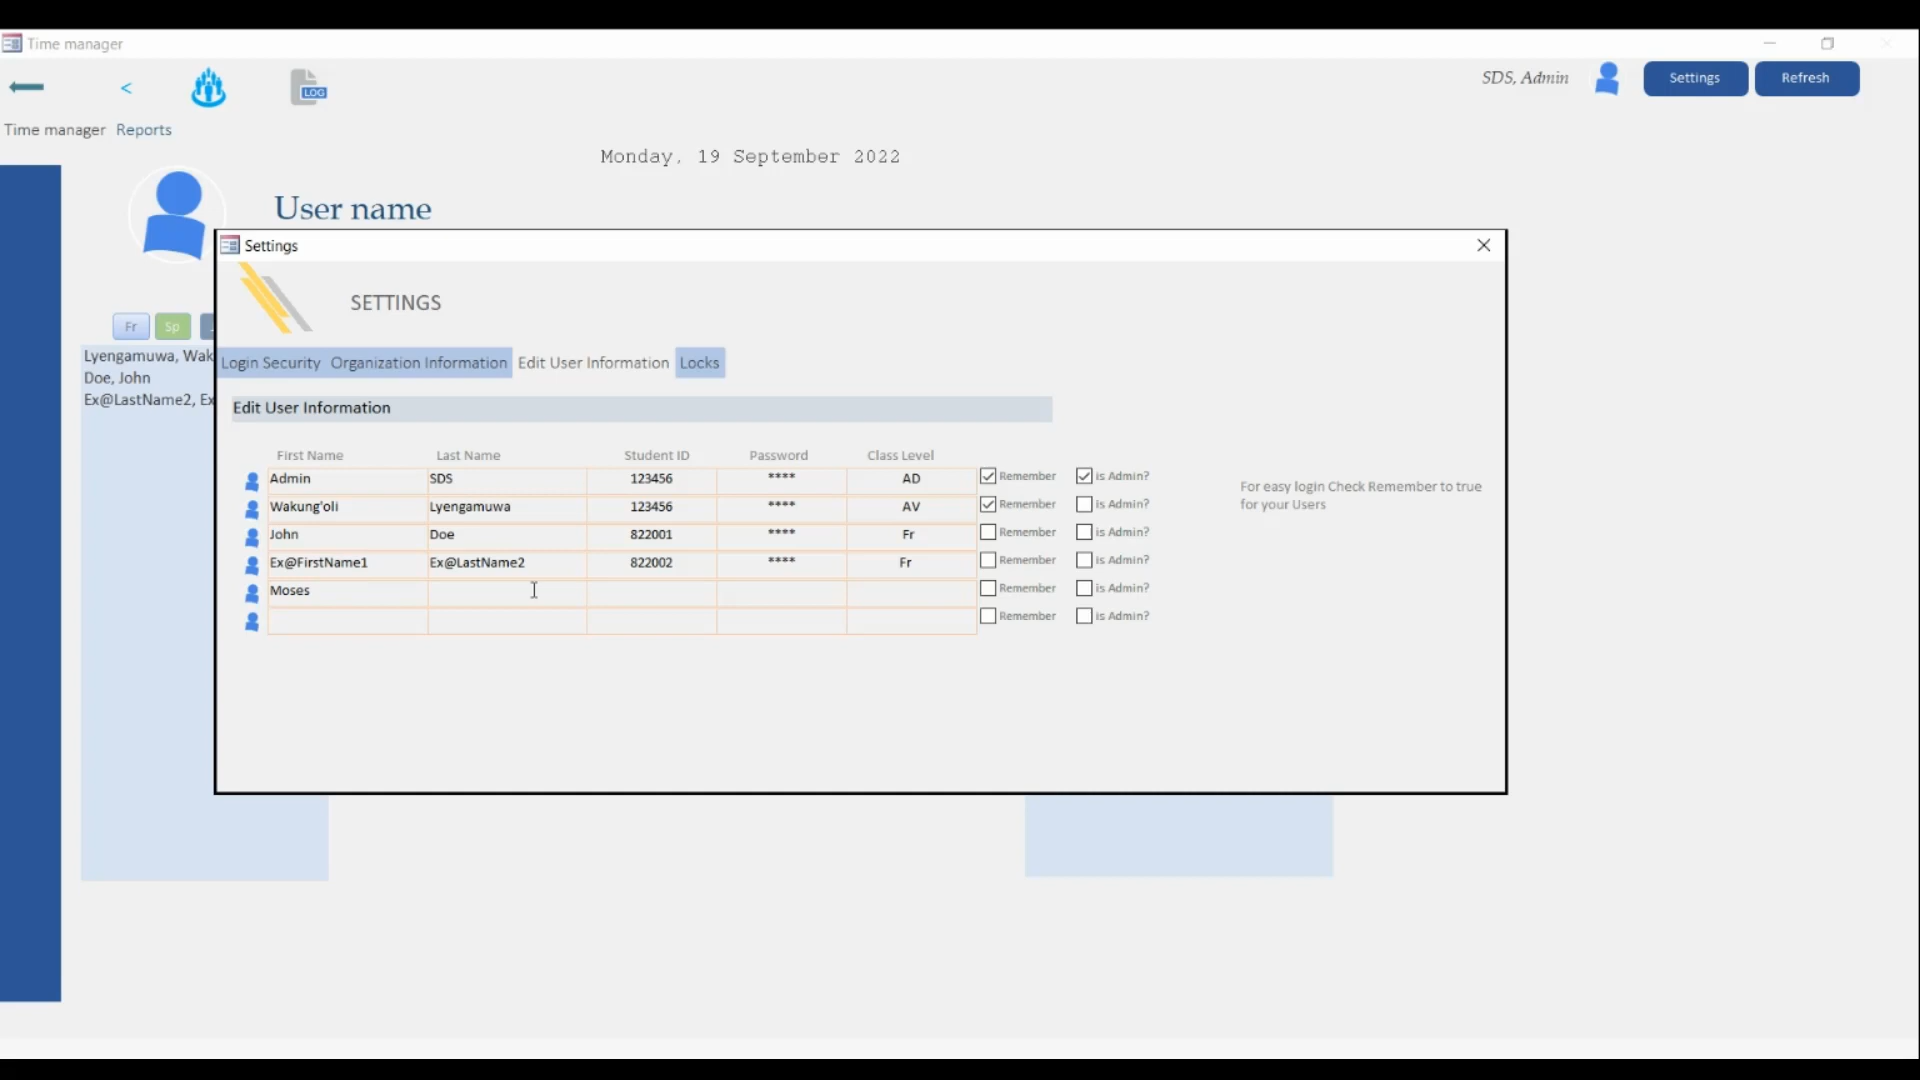 Time manager
LOG
SDS, Admin
Settings
Refresh
Time manager Reports
Monday, 19 September 2022
User name
Settings
SETTINGS
Fr Sp
Lyengamuwa, Wak
Doe, John
Ex@LastName2, Ex
Login Security Organization Information Edit User Information Locks
Edit User Information
First Name Last Name Student ID Password Class Level
Admin SDS 123456 **** AD Remember is Admin?
Wakung'oli Lyengamuwa 123456 **** AV Remember is Admin?
John Doe 822001 **** Fr Remember is Admin?
Ex@FirstName1 Ex@LastName2 822002 **** Fr Remember is Admin?
Moses Remember is Admin?
Remember is Admin?
For easy login Check Remember to true
for your Users